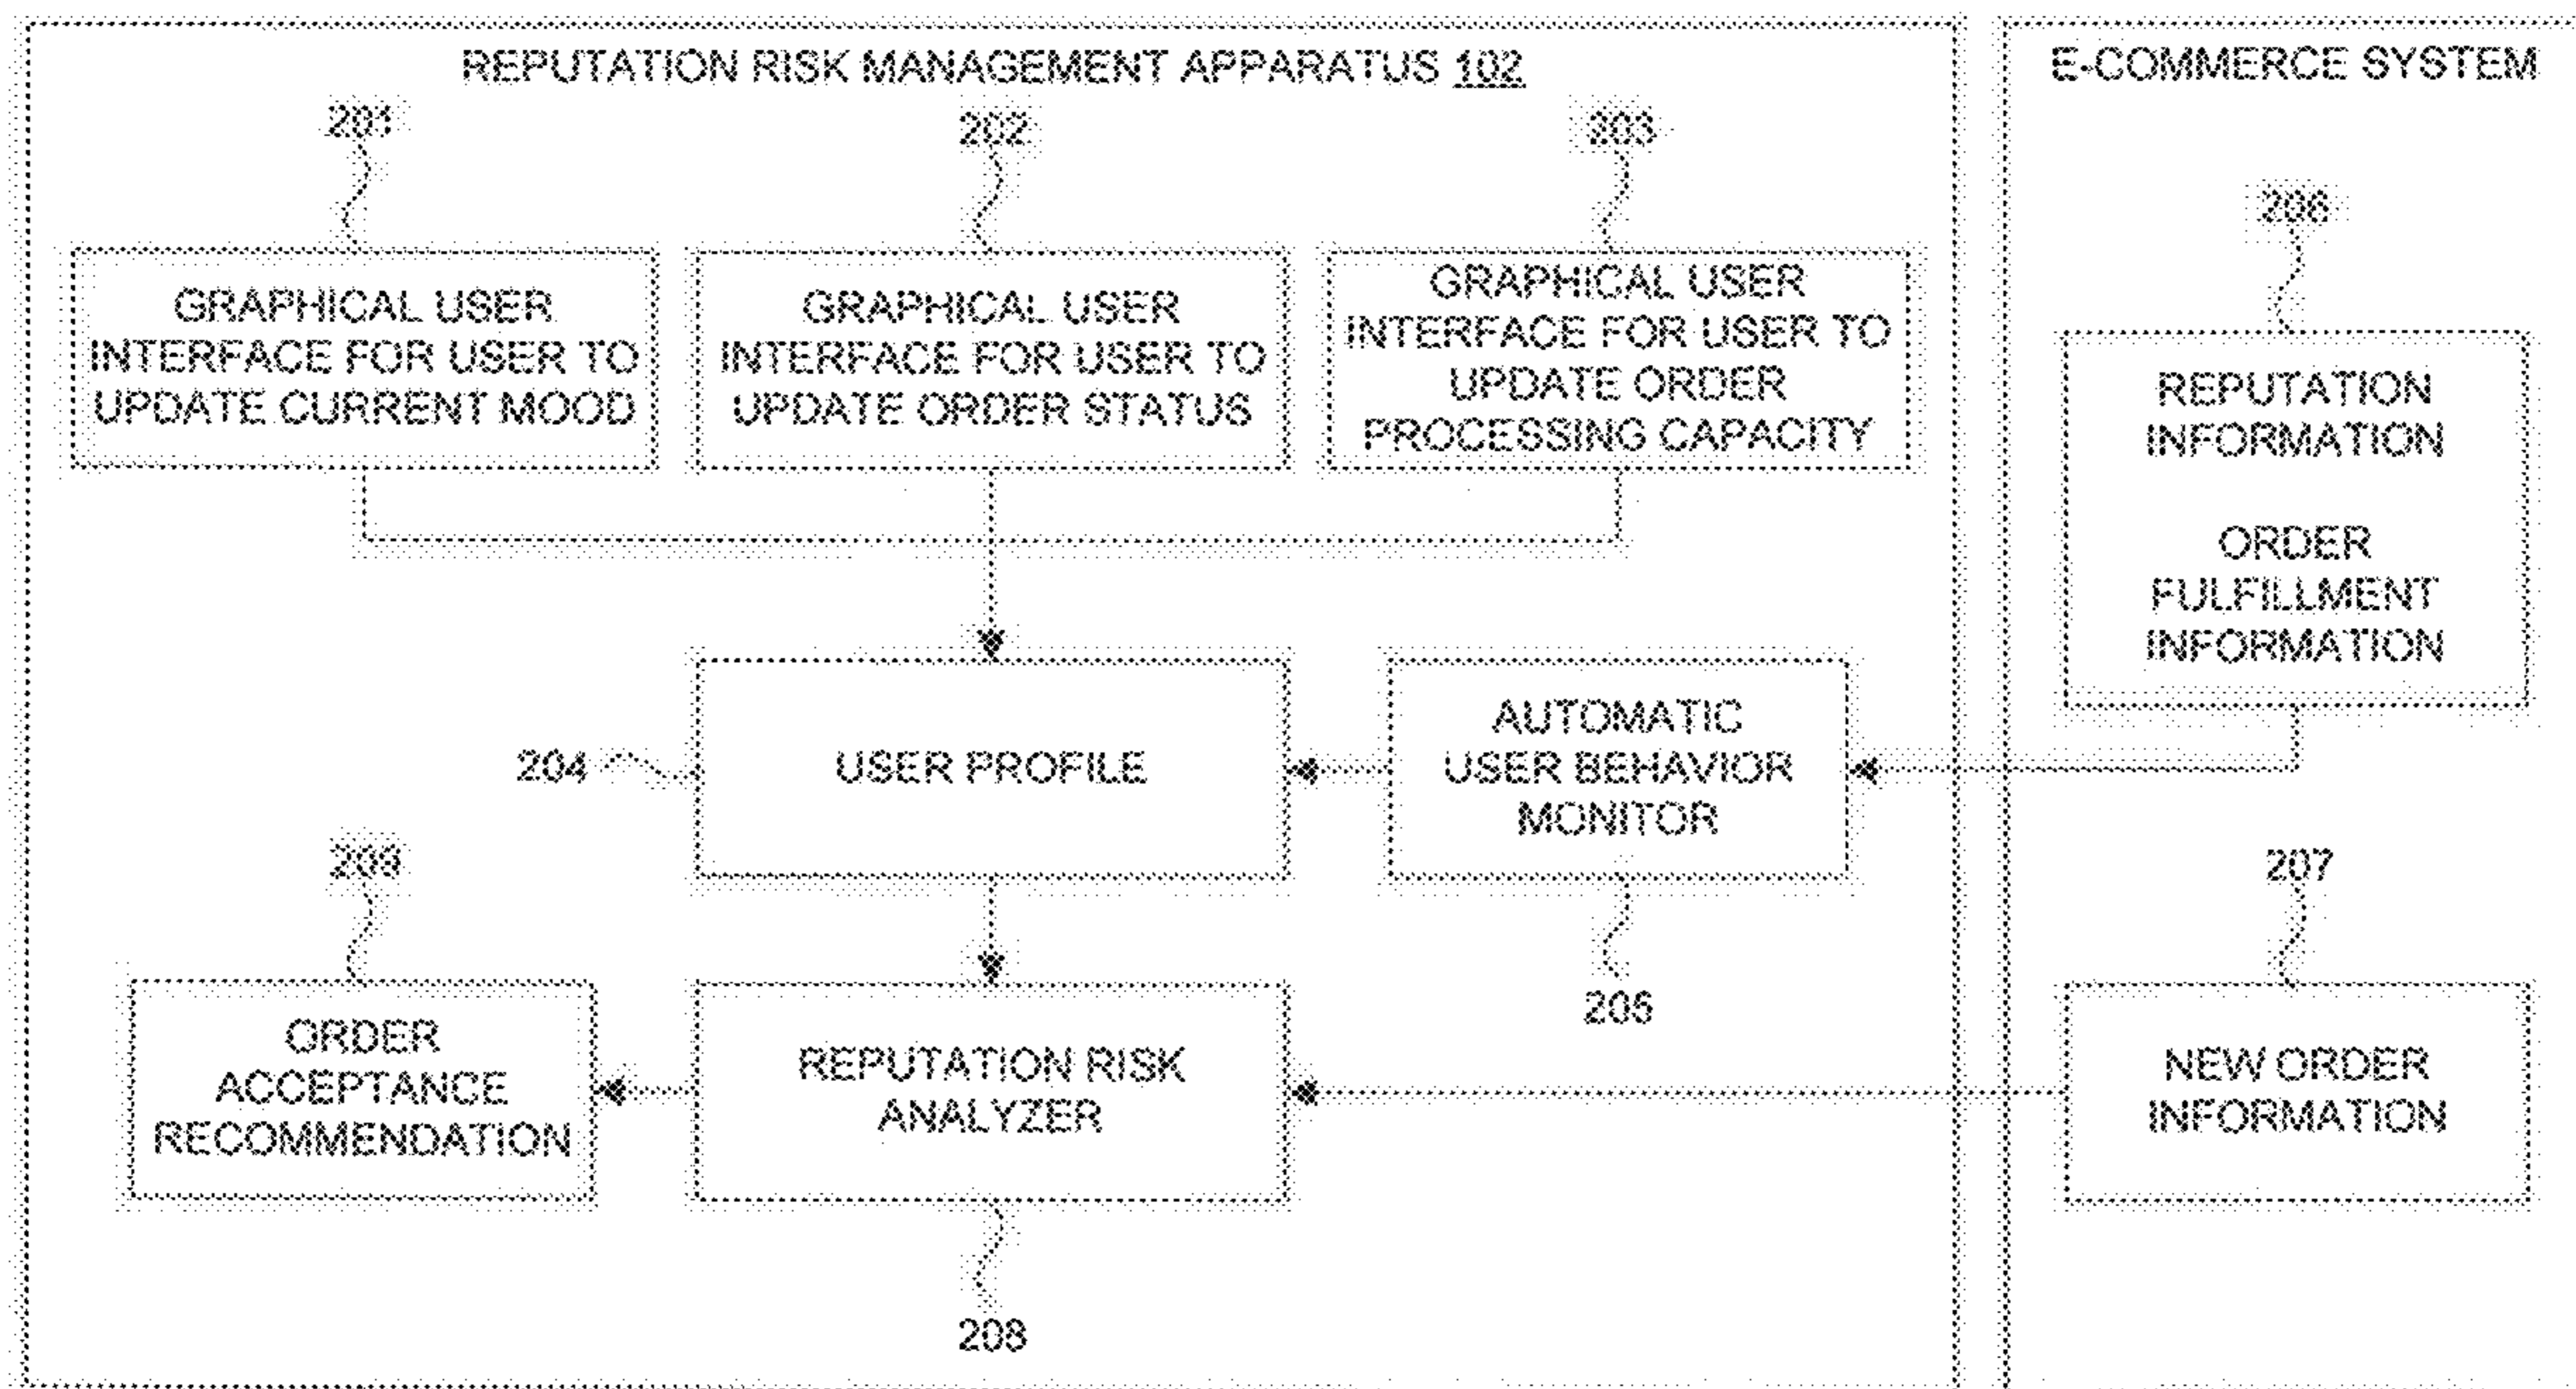 REPUTATION RISK MANAGEMENT APPARATUS 102
E-COMMERCE SYSTEM
201
202
203
206
GRAPHICAL USER
INTERFACE FOR USER TO
UPDATE CURRENT MOOD
GRAPHICAL USER
INTERFACE FOR USER TO
UPDATE ORDER STATUS
GRAPHICAL USER
INTERFACE FOR USER TO
UPDATE ORDER
PROCESSING CAPACITY
REPUTATION
INFORMATION
ORDER
FULFILLMENT
INFORMATION
204
USER PROFILE
AUTOMATIC
USER BEHAVIOR
MONITOR
209
205
207
ORDER
ACCEPTANCE
RECOMMENDATION
REPUTATION RISK
ANALYZER
NEW ORDER
INFORMATION
208